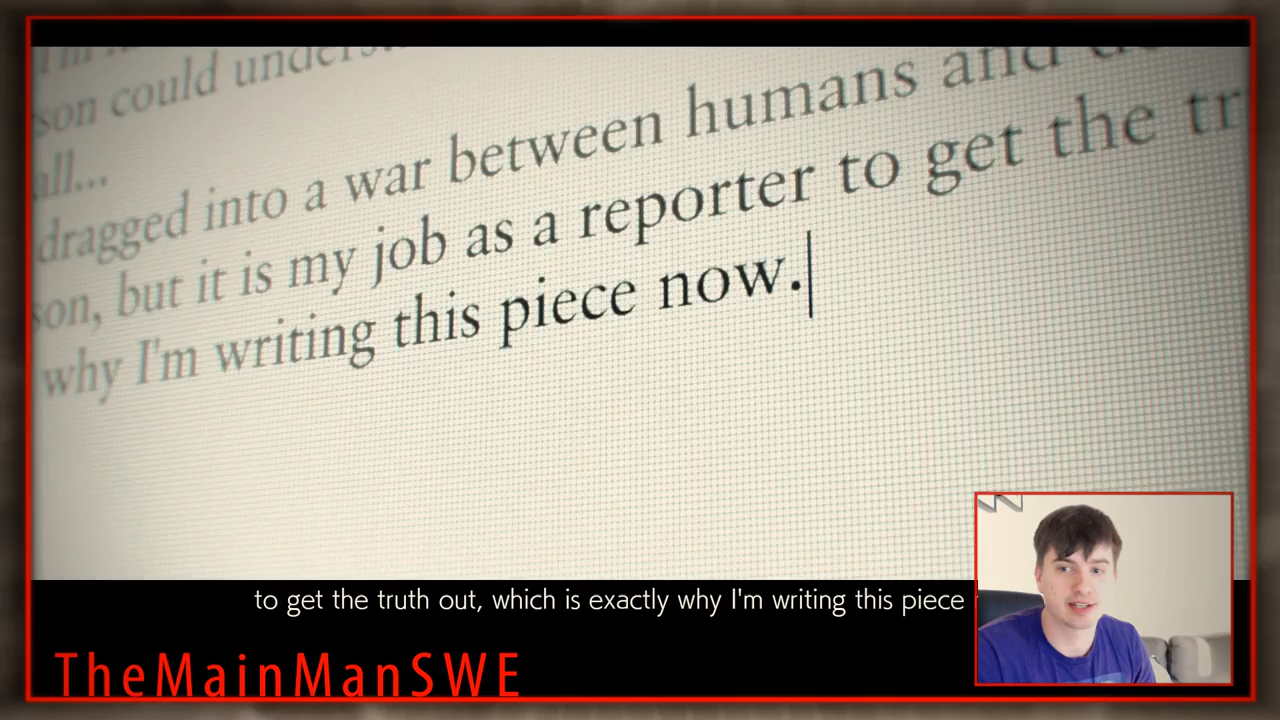 son could
all...
dragged into a war between humans and
son, but it is my job as a reporter to get the
why I'm writing this piece now.
to get the truth out, which is exactly why I'm writing this piece
TheMainManSWE